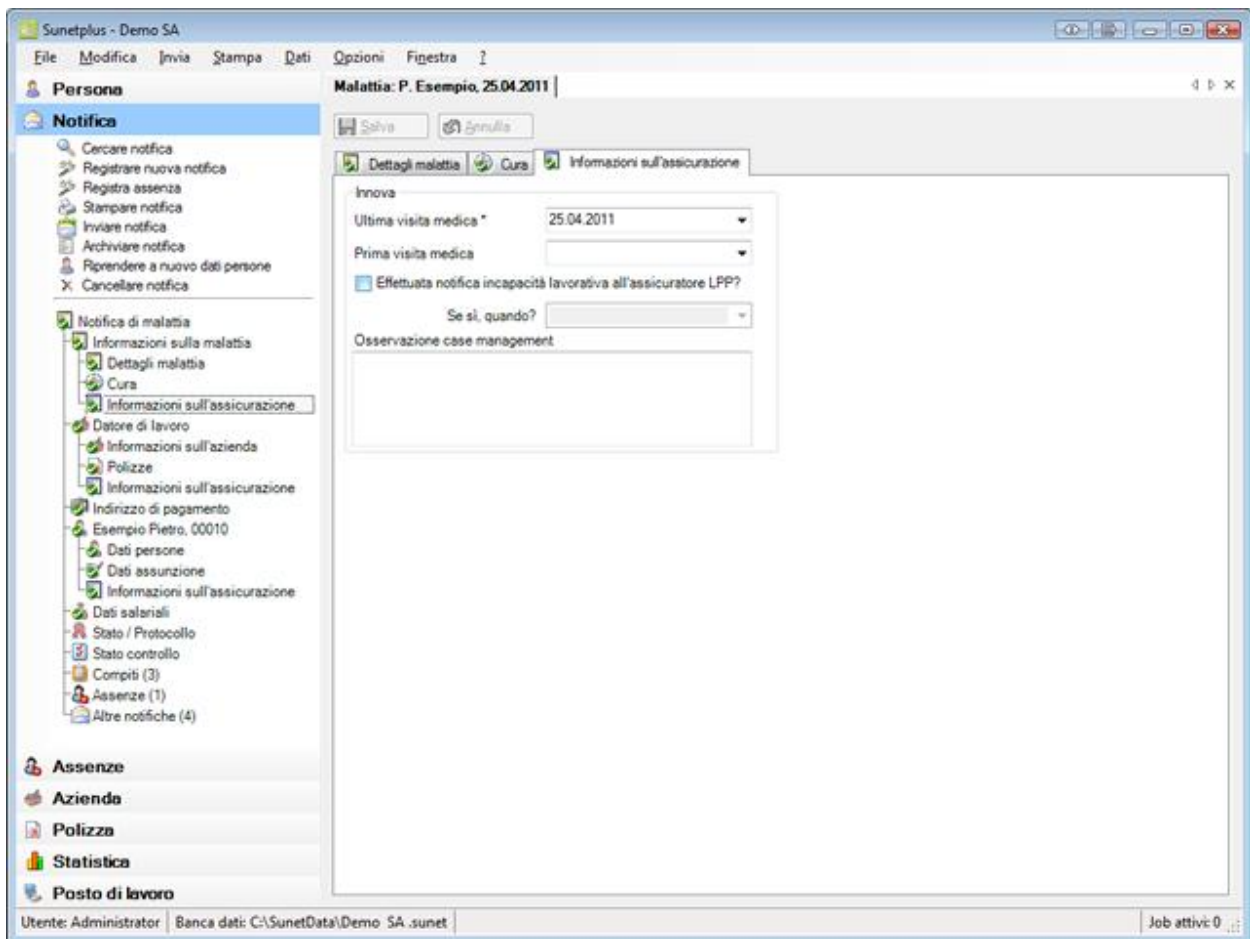 Sunetplus - Demo SA
File Modifica Invia Stampa Dati Opzioni Finestra ?
Persona
Notifica
Cercare notfica
Registrare nuova notfica
Registra assenza
Stampare notfica
Inviare notfica
Archiviare notfica
Riprendere a nuovo dati persone
Cancellare notfica
Notifica di malattia
Informazioni sulla malattia
Dettagli malattia
Cura
Informazioni sull'assicurazione
Datore di lavoro
Informazioni sull'azienda
Polizze
Informazioni sull'assicurazione
Indirizzo di pagamento
Esempio Pietro, 00010
Dati persone
Dati assunzione
Informazioni sull'assicurazione
Dati salariali
Stato / Protocollo
Stato controllo
Compiti (3)
Assenze (1)
Altre notifiche (4)
Assenze
Azienda
Polizza
Statistica
Posto di lavoro
Malattia: P. Esempio, 25.04.2011
Salva Annulla
Dettagli malattia Cura Informazioni sull'assicurazione
Innova
Ultima visita medica * 25.04.2011
Prima visita medica
Effettuata notifica incapacità lavorativa all'assicuratore LPP?
Se sì, quando?
Osservazione case management
Utente: Administrator Banca dati: C:\SunetData\Demo SA .sunet Job attivi: 0